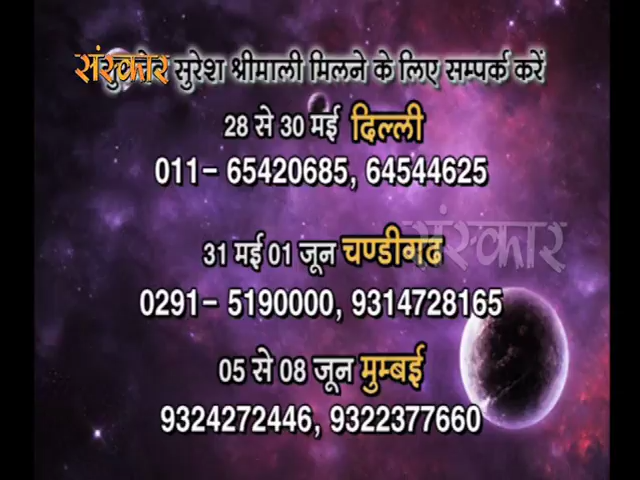 संस्कार
सुरेश श्रीमाली मिलने के लिए सम्पर्क करें
28 से 30 मई दिल्ली
011- 65420685, 64544625
संस्कार
31 मई 01 जून चण्डीगढ
0291- 5190000, 9314728165
05 से 08 जून मुम्बई
9324272446, 9322377660